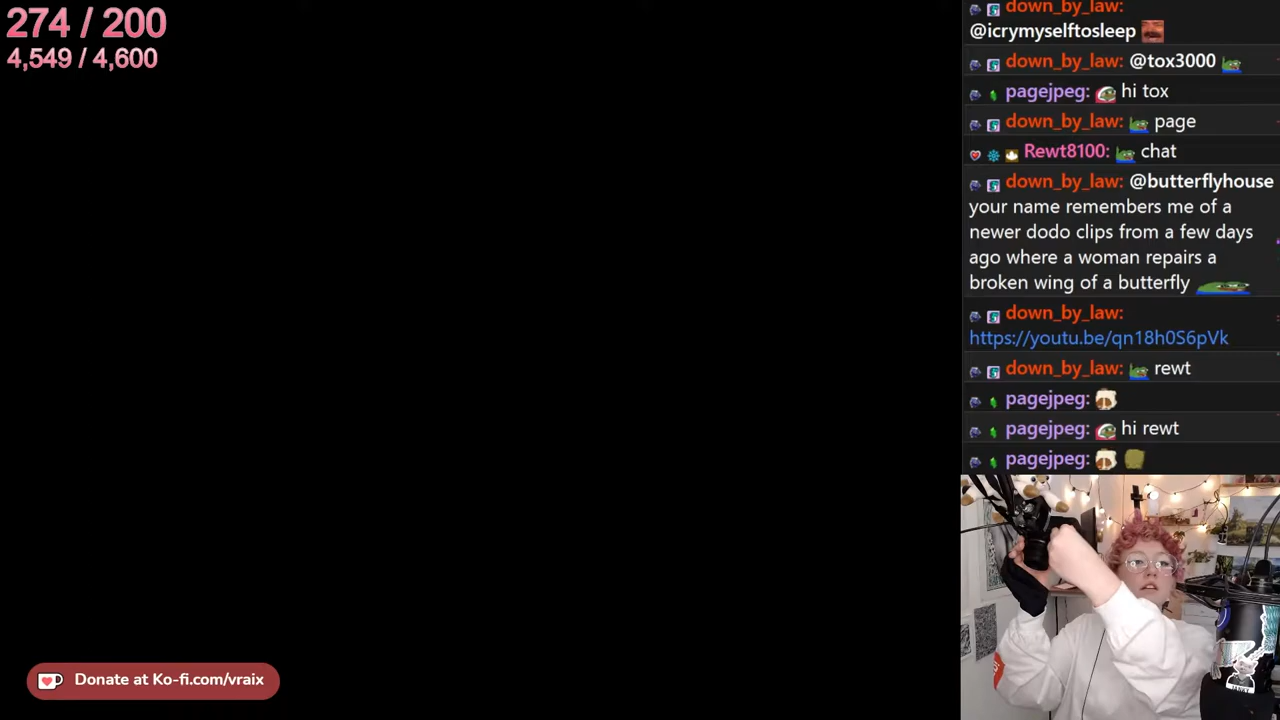 274 / 200
4,549 / 4,600
down_by_law:
@icrymyselftosleep
down_by_law: @tox3000
pagejpeg: hi tox
down_by_law: page
Rewt8100: chat
down_by_law: @butterflyhouse
your name remembers me of a
newer dodo clips from a few days
ago where a woman repairs a
broken wing of a butterfly
down_by_law:
https://youtu.be/qn18h0S6pVk
down_by_law: rewt
pagejpeg:
pagejpeg: hi rewt
pagejpeg:
Donate at Ko-fi.com/vraix